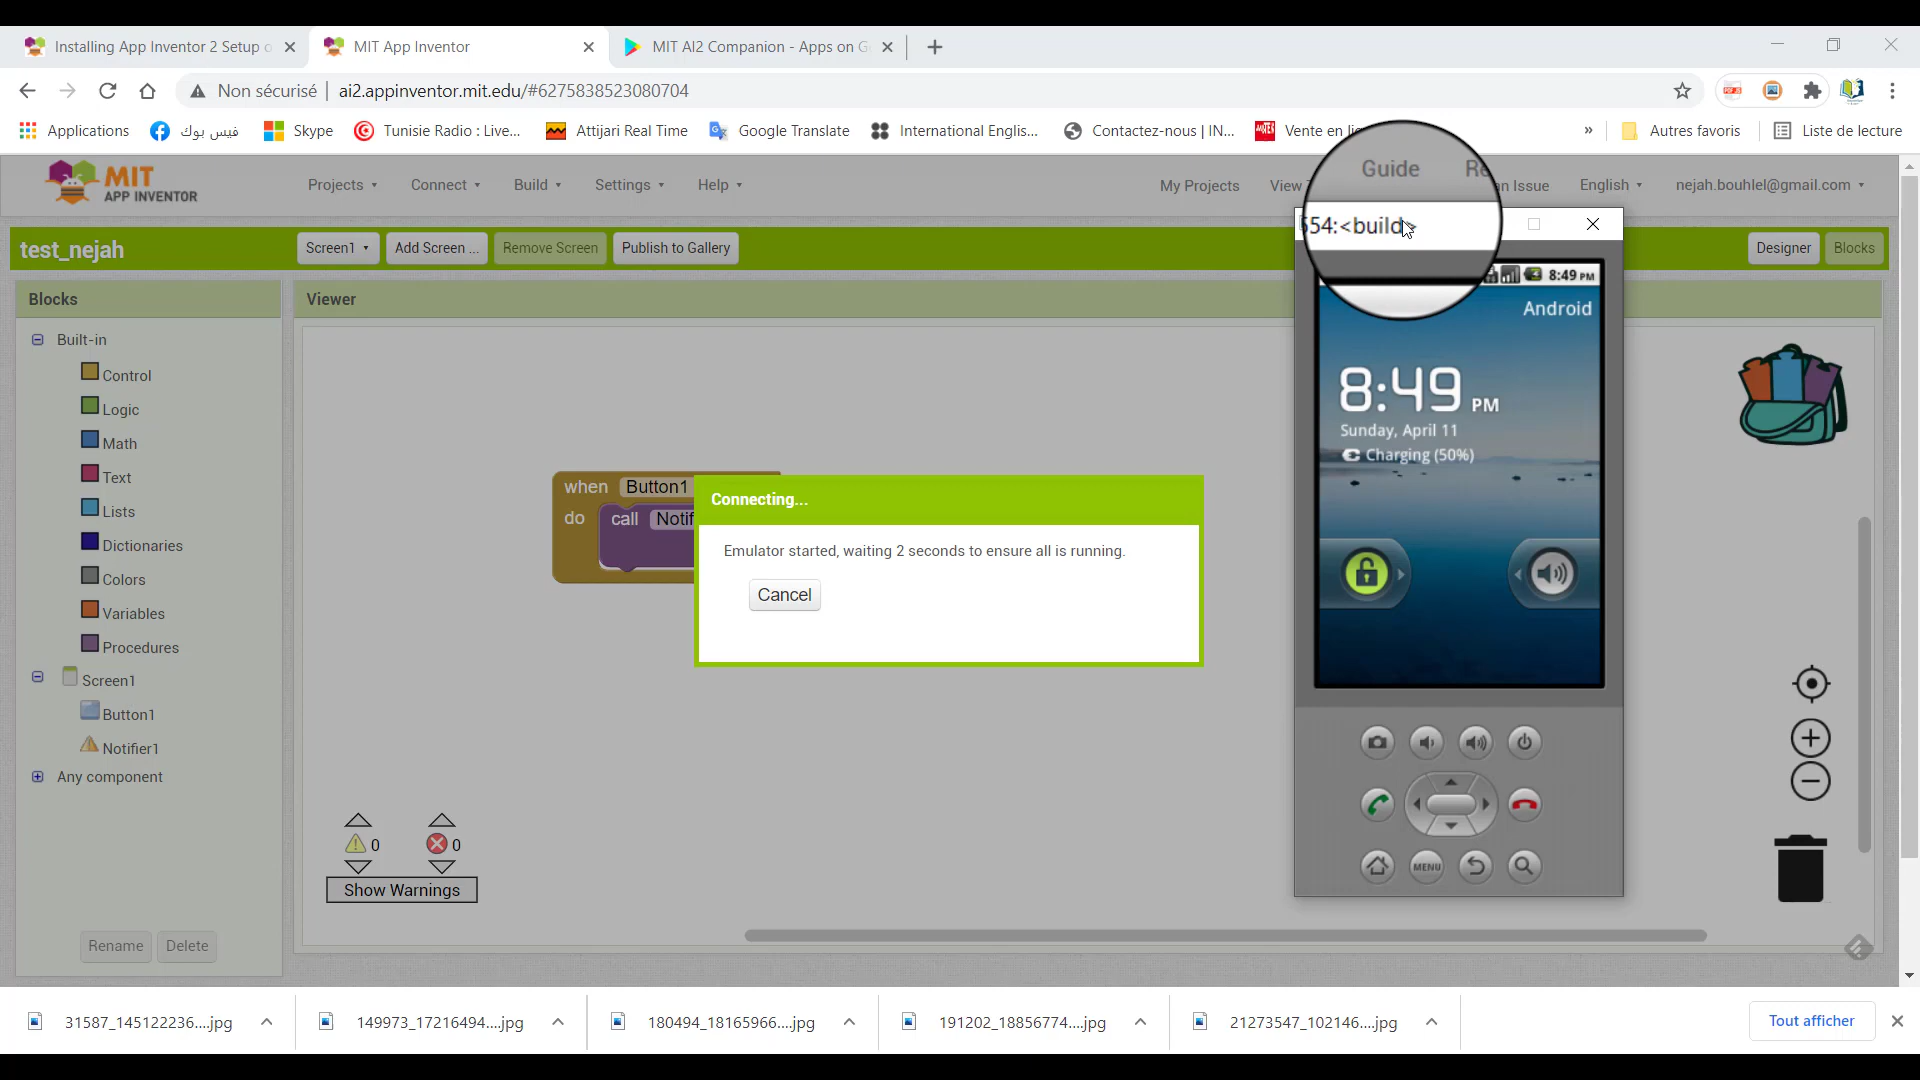 Installing App Inventor 2 Setup
MIT App Inventor
MIT AI2 Companion - Apps on G
Non sécurisé
ai2.appinventor.mit.edu/#6275838523080704
Applications
فيس بوك
Skype
Tunisie Radio : Live...
Attijari Real Time
Google Translate
International Englis...
Contactez-nous | IN...
Vente en
»
Autres favoris
Liste de lecture
MIT
APP INVENTOR
Projects
Connect
Build
Settings
Help
My Projects
View
Guide
an Issue
English
nejah.bouhlel@gmail.com
test_nejah
Screen1
Add Screen ...
Remove Screen
Publish to Gallery
554:<build>
Designer
Blocks
Blocks
Viewer
8:49 PM
Android
8:49 PM
Sunday, April 11
Charging (50%)
Built-in
Control
Logic
Math
Text
Lists
Dictionaries
Colors
Variables
Procedures
Screen1
Button1
Notifier1
Any component
when Button1
do call Notif
Connecting...
Emulator started, waiting 2 seconds to ensure all is running.
Cancel
MENU
0
0
Show Warnings
Rename
Delete
31587_145122236....jpg
149973_17216494....jpg
180494_18165966....jpg
191202_18856774....jpg
21273547_102146....jpg
Tout afficher